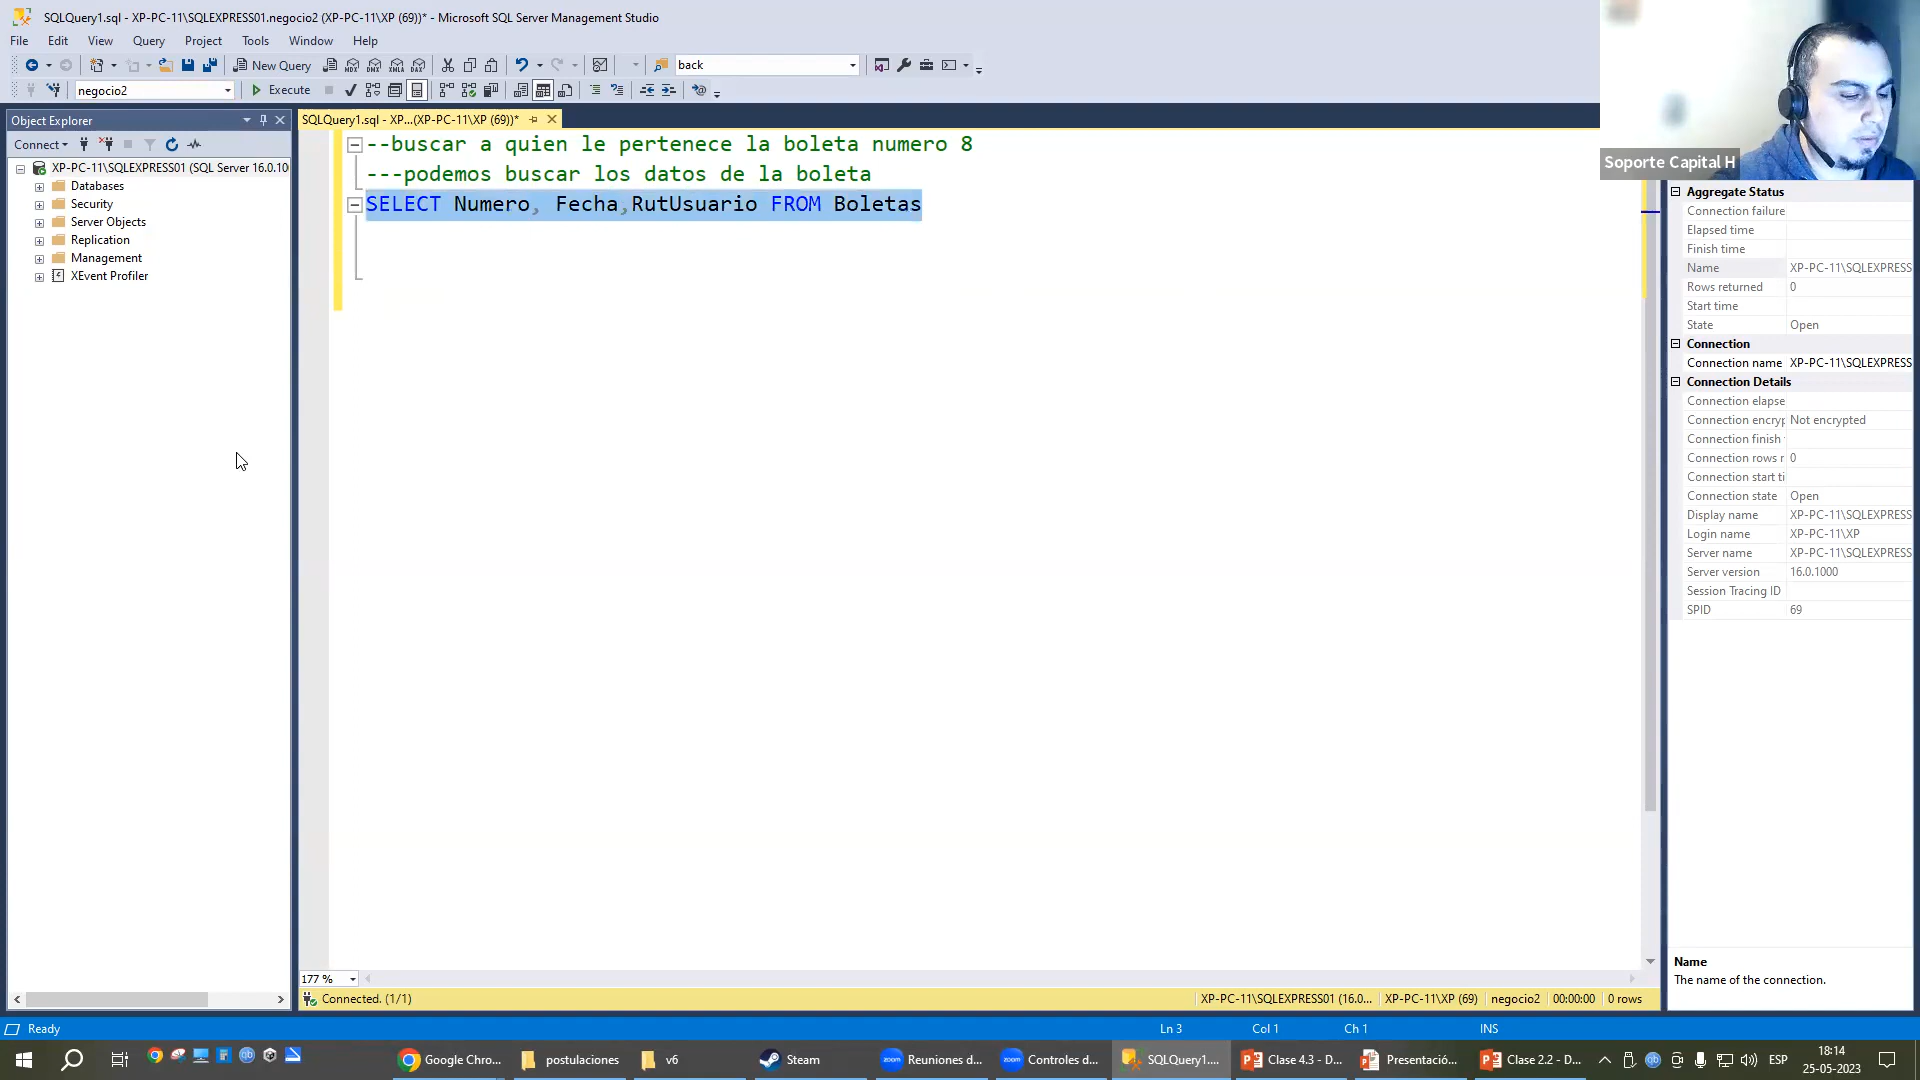 SQLQuery1.sql - XP-PC-11\SQLEXPRESS01.negocio2 (XP-PC-11\XP (69))* - Microsoft SQL Server Management Studio
File Edit View Query Project Tools Window Help
New Query
back
negocio2
Execute
Object Explorer
Connect
XP-PC-11\SQLEXPRESS01 (SQL Server 16.0.10
Databases
Security
Server Objects
Replication
Management
XEvent Profiler
SQLQuery1.sql - XP...(XP-PC-11\XP (69))*
--buscar a quien le pertenece la boleta numero 8
---podemos buscar los datos de la boleta
SELECT Numero, Fecha,RutUsuario FROM Boletas
177 %
Connected. (1/1)
XP-PC-11\SQLEXPRESS01 (16.0... XP-PC-11\XP (69) negocio2 00:00:00 0 rows
Soporte Capital H
Aggregate Status
Connection failure
Elapsed time
Finish time
Name XP-PC-11\SQLEXPRESS
Rows returned 0
Start time
State Open
Connection
Connection name XP-PC-11\SQLEXPRESS
Connection Details
Connection elapse
Connection encryp Not encrypted
Connection finish
Connection rows r 0
Connection start ti
Connection state Open
Display name XP-PC-11\SQLEXPRESS
Login name XP-PC-11\XP
Server name XP-PC-11\SQLEXPRESS
Server version 16.0.1000
Session Tracing ID
SPID 69
Name
The name of the connection.
Ready Ln 3 Col 1 Ch 1 INS
Google Chro... postulaciones v6 Steam Reuniones d... Controles d... SQLQuery1.... Clase 4.3 - D... Presentació... Clase 2.2 - D... ESP
18:14
25-05-2023